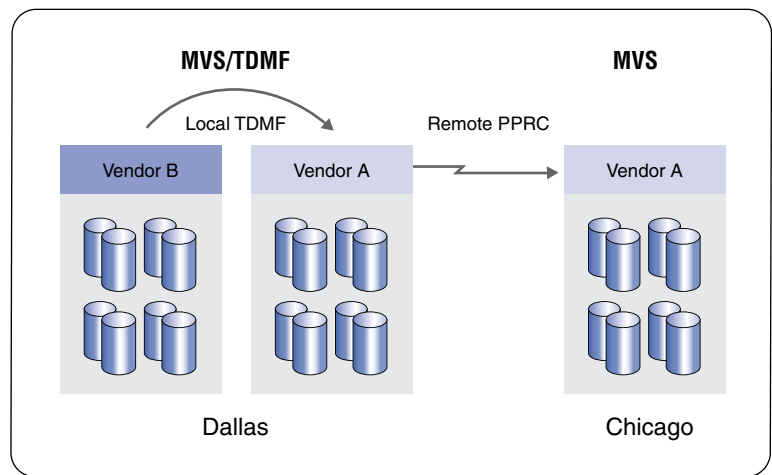 MVS/TDMF
MVS
Local TDMF
Remote PPRC
Vendor B
Vendor A
Vendor A
Dallas
Chicago